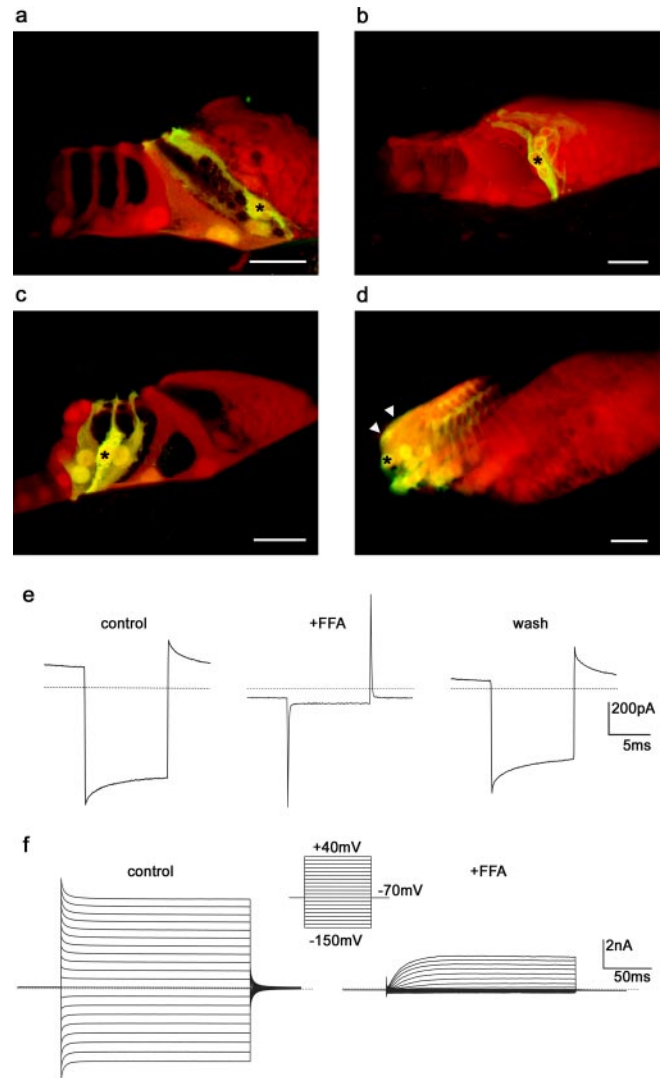 a
b
*
*
c
d
*
*
e
control
+FFA
wash
200pA
5ms
f
control
+40mV
-70mV
-150mV
+FFA
2nA
50ms